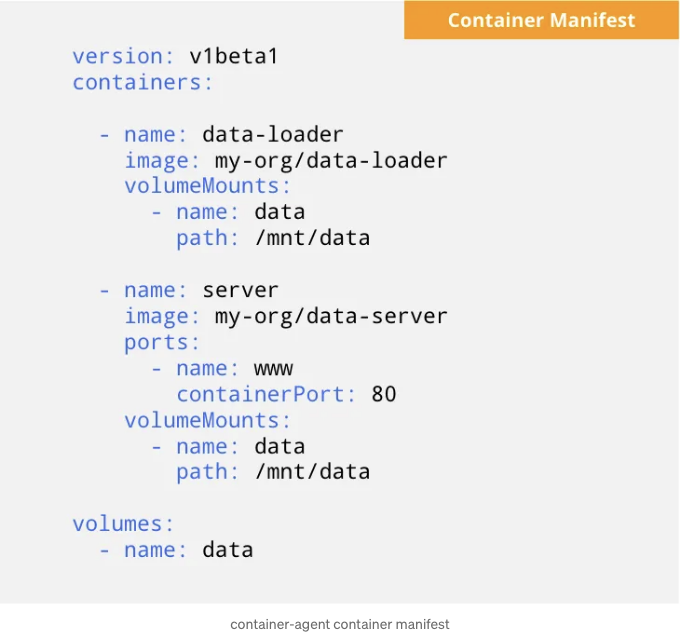 Container Manifest
version: v1beta1
containers:
- name: data-loader
image: my-org/data-loader
volumeMounts:
- name: data
path: /mnt/data
- name: server
image: my-org/data-server
ports:
- name: www
containerPort: 80
volumeMounts:
- name: data
path: /mnt/data
volumes:
- name: data
container-agent container manifest